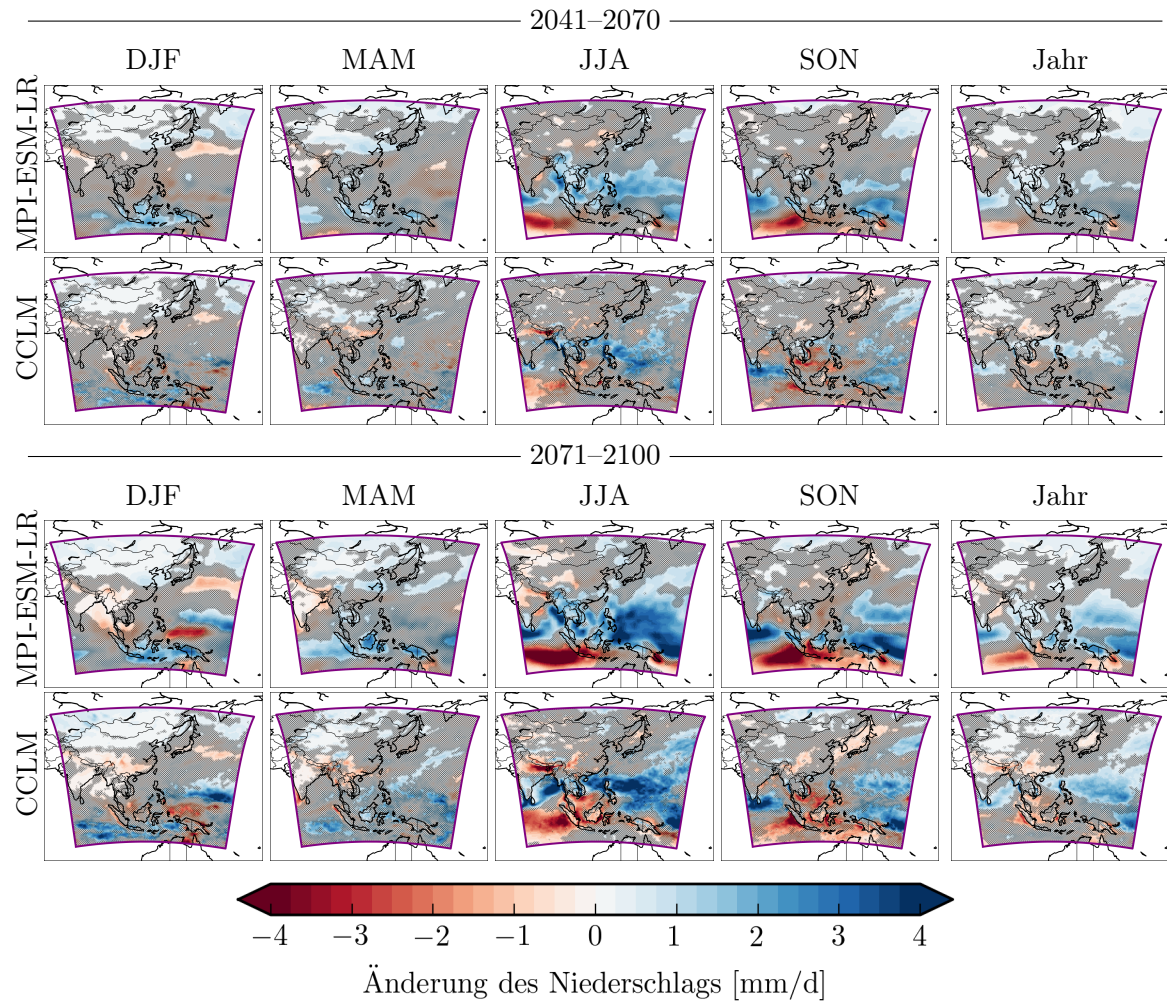 2041–2070
DJF MAM JJA SON Jahr
MPI-ESM-LR
CCLM
2071–2100
DJF MAM JJA SON Jahr
MPI-ESM-LR
CCLM
−4 −3 −2 −1 0 1 2 3 4
Änderung des Niederschlags [mm/d]